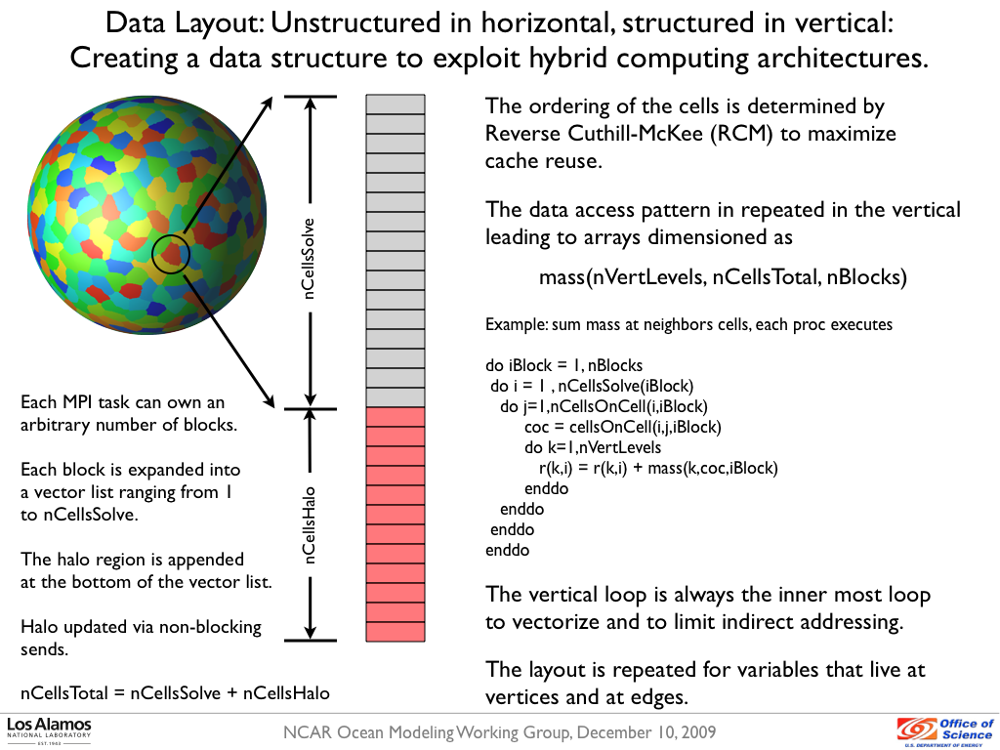 Data Layout: Unstructured in horizontal, structured in vertical:
Creating a data structure to exploit hybrid computing architectures.
nCellsSolve
nCellsHalo
Each MPI task can own an
arbitrary number of blocks.
Each block is expanded into
a vector list ranging from 1
to nCellsSolve.
The halo region is appended
at the bottom of the vector list.
Halo updated via non-blocking
sends.
nCellsTotal = nCellsSolve + nCellsHalo
The ordering of the cells is determined by
Reverse Cuthill-McKee (RCM) to maximize
cache reuse.
The data access pattern in repeated in the vertical
leading to arrays dimensioned as
mass(nVertLevels, nCellsTotal, nBlocks)
Example: sum mass at neighbors cells, each proc executes
do iBlock = 1, nBlocks
do i = 1 , nCellsSolve(iBlock)
do j=1,nCellsOnCell(i,iBlock)
coc = cellsOnCell(i,j,iBlock)
do k=1,nVertLevels
r(k,i) = r(k,i) + mass(k,coc,iBlock)
enddo
enddo
enddo
enddo
The vertical loop is always the inner most loop
to vectorize and to limit indirect addressing.
The layout is repeated for variables that live at
vertices and at edges.
Los Alamos
NATIONAL LABORATORY
EST. 1943
NCAR Ocean Modeling Working Group, December 10, 2009
Office of
Science
U.S. DEPARTMENT OF ENERGY